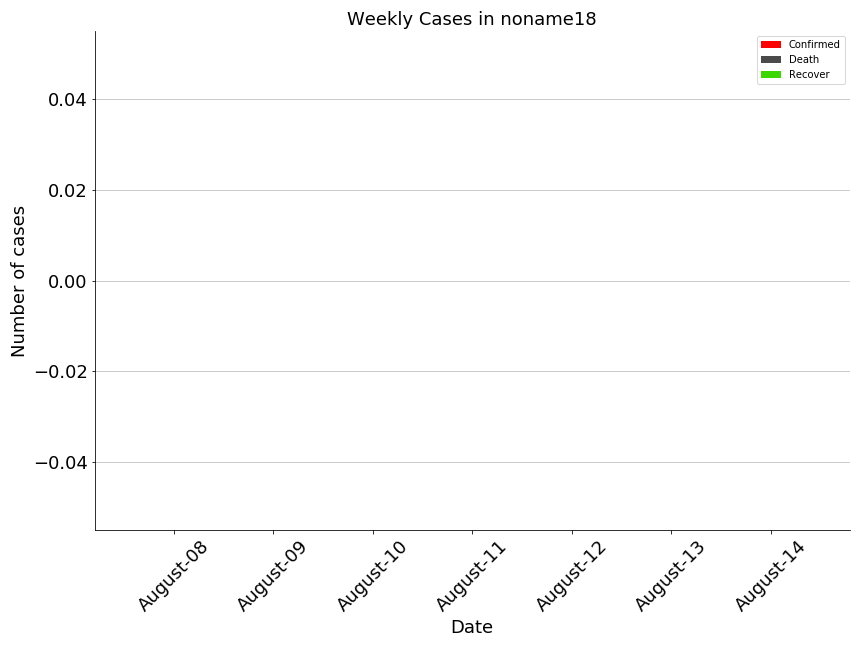 Weekly Cases in noname18
Confirmed
Death
Recover
Number of cases
0.04
0.02
0.00
−0.02
−0.04
August-08
August-09
August-10
August-11
August-12
August-13
August-14
Date